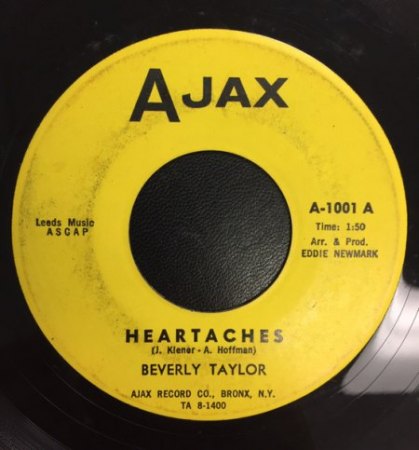 AJAX
Leeds Music
ASCAP
A-1001 A
Time: 1:50
Arr. & Prod.
EDDIE NEWMARK
HEARTACHES
(J. Klener - A. Hoffman)
BEVERLY TAYLOR
AJAX RECORD CO., BRONX, N.Y.
TA 8-1400